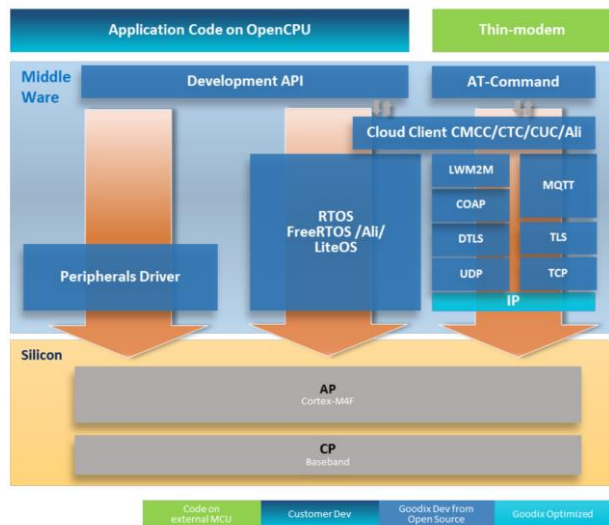 Application Code on OpenCPU
Thin-modem
Middle
Ware
Development API
AT-Command
Cloud Client CMCC/CTC/CUC/Ali
LWM2M
MQTT
COAP
RTOS
FreeRTOS /Ali/
LiteOS
DTLS
TLS
Peripherals Driver
UDP
TCP
IP
Silicon
AP
Cortex-M4F
CP
Baseband
Code on
external MCU
Customer Dev
Goodix Dev from
Open Source
Goodix Optimized